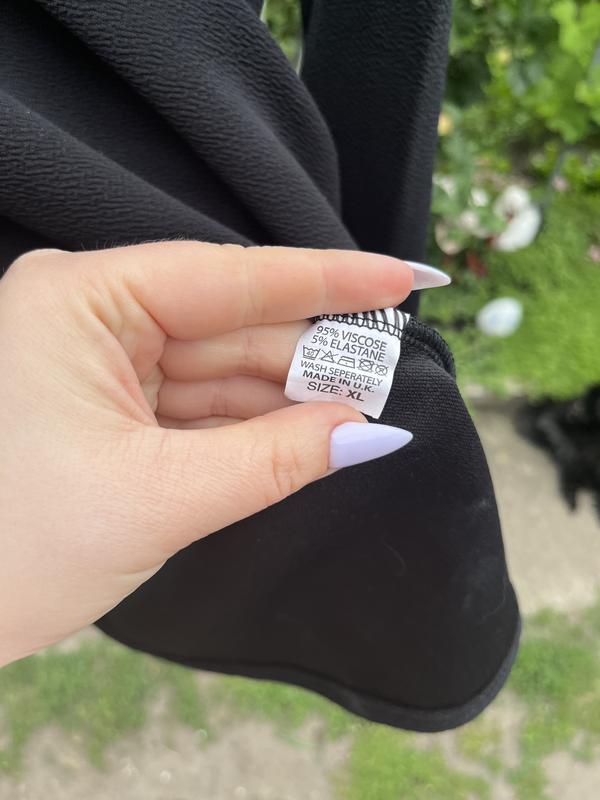 95% VISCOSE
5% ELASTANE
WASH SEPERATELY
MADE IN U.K.
SIZE: XL